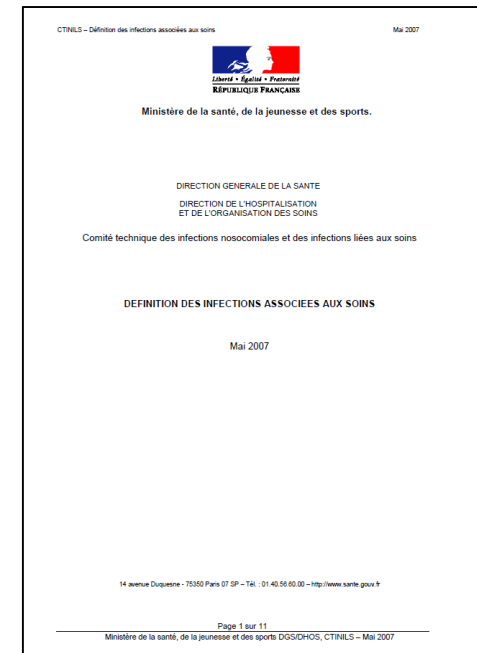 CTINILS – Définition des infections associées aux soins Mai 2007
Liberté • Égalité • Fraternité
RÉPUBLIQUE FRANÇAISE
Ministère de la santé, de la jeunesse et des sports.
DIRECTION GENERALE DE LA SANTE
DIRECTION DE L'HOSPITALISATION
ET DE L'ORGANISATION DES SOINS
Comité technique des infections nosocomiales et des infections liées aux soins
DEFINITION DES INFECTIONS ASSOCIEES AUX SOINS
Mai 2007
14 avenue Duquesne - 75350 Paris 07 SP – Tél. : 01.40.56.60.00 – http://www.sante.gouv.fr
Page 1 sur 11
Ministère de la santé, de la jeunesse et des sports DGS/DHOS, CTINILS – Mai 2007